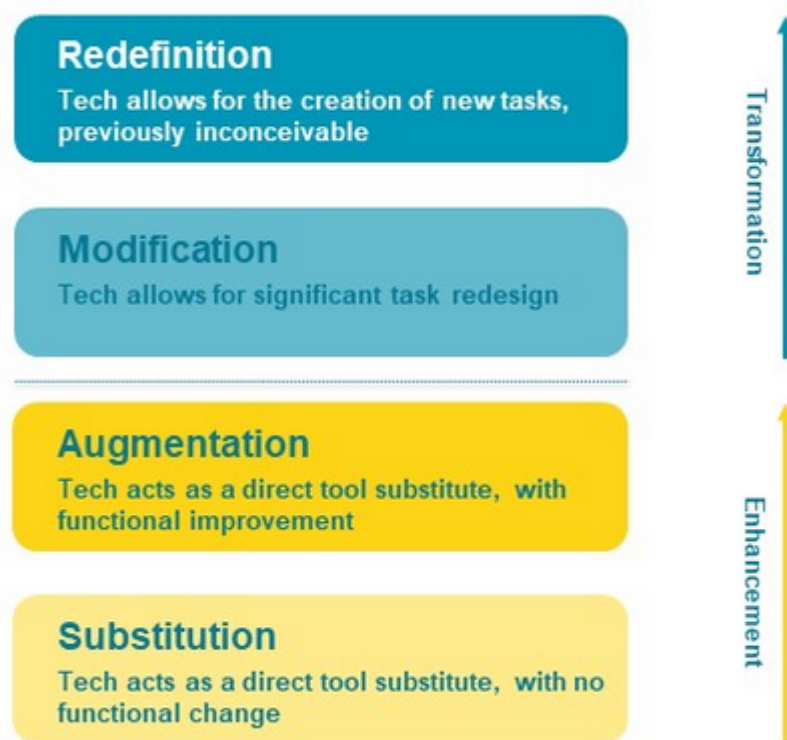 Redefinition
Tech allows for the creation of new tasks,
previously inconceivable
Modification
Tech allows for significant task redesign
Augmentation
Tech acts as a direct tool substitute, with
functional improvement
Substitution
Tech acts as a direct tool substitute, with no
functional change
Transformation
Enhancement